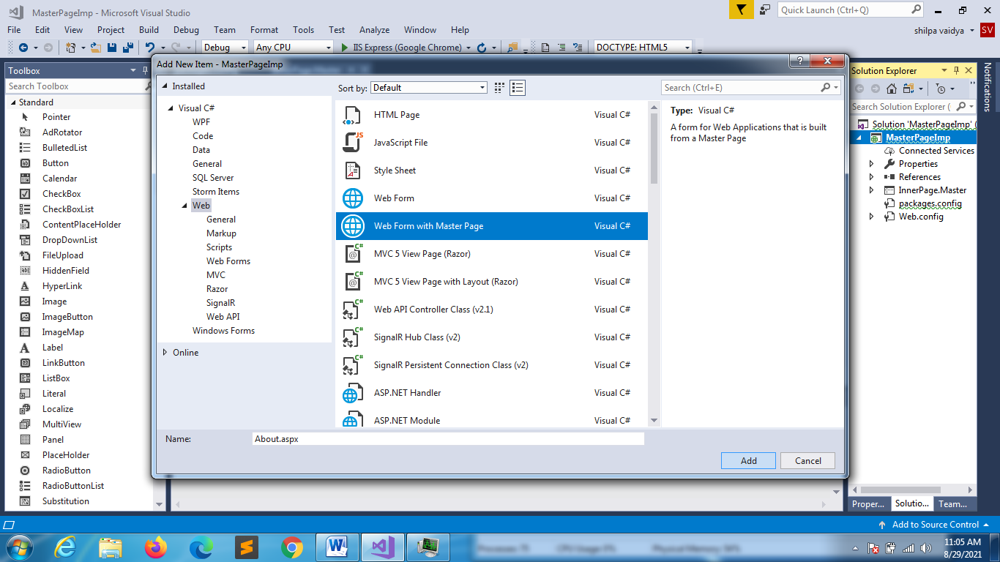 MasterPageImp - Microsoft Visual Studio
Quick Launch (Ctrl+Q)
File Edit View Project Build Debug Team Format Tools Test Analyze Window Help
shilpa vaidya SV
Debug Any CPU IIS Express (Google Chrome) DOCTYPE: HTML5
Toolbox
Search Toolbox
Standard
Pointer
AdRotator
BulletedList
Button
Calendar
CheckBox
CheckBoxList
ContentPlaceHolder
DropDownList
FileUpload
HiddenField
HyperLink
Image
ImageButton
ImageMap
Label
LinkButton
ListBox
Literal
Localize
MultiView
Panel
PlaceHolder
RadioButton
RadioButtonList
Substitution
Add New Item - MasterPageImp
?
Installed
Visual C#
WPF
Code
Data
General
SQL Server
Storm Items
Web
General
Markup
Scripts
Web Forms
MVC
Razor
SignalR
Web API
Windows Forms
Online
Sort by: Default
Search (Ctrl+E)
HTML Page Visual C#
JS JavaScript File Visual C#
Style Sheet Visual C#
Web Form Visual C#
Web Form with Master Page Visual C#
C# @ MVC 5 View Page (Razor) Visual C#
C# @ MVC 5 View Page with Layout (Razor) Visual C#
C# Web API Controller Class (v2.1) Visual C#
C# SignalR Hub Class (v2) Visual C#
C# SignalR Persistent Connection Class (v2) Visual C#
ASP.NET Handler Visual C#
ASP.NET Module Visual C#
Type: Visual C#
A form for Web Applications that is built
from a Master Page
Name: About.aspx
Add Cancel
Solution Explorer
Search Solution Explorer (
Solution 'MasterPageImp' (
MasterPageImp
Connected Services
Properties
References
InnerPage.Master
packages.config
Web.config
Proper... Solutio... Team...
Notifications
Add to Source Control
Processes: 73 CPU Usage: 0% Physical Memory: 56%
11:05 AM
8/29/2021